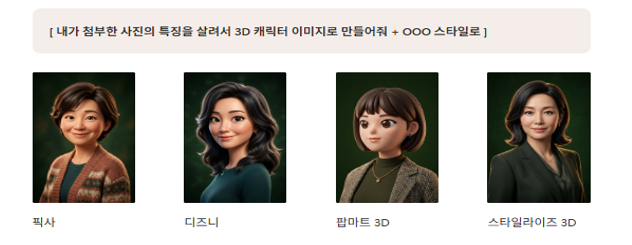 [ 내가 첨부한 사진의 특징을 살려서 3D 캐릭터 이미지로 만들어줘 + OOO 스타일로 ]
픽사
디즈니
팝마트 3D
스타일라이즈 3D